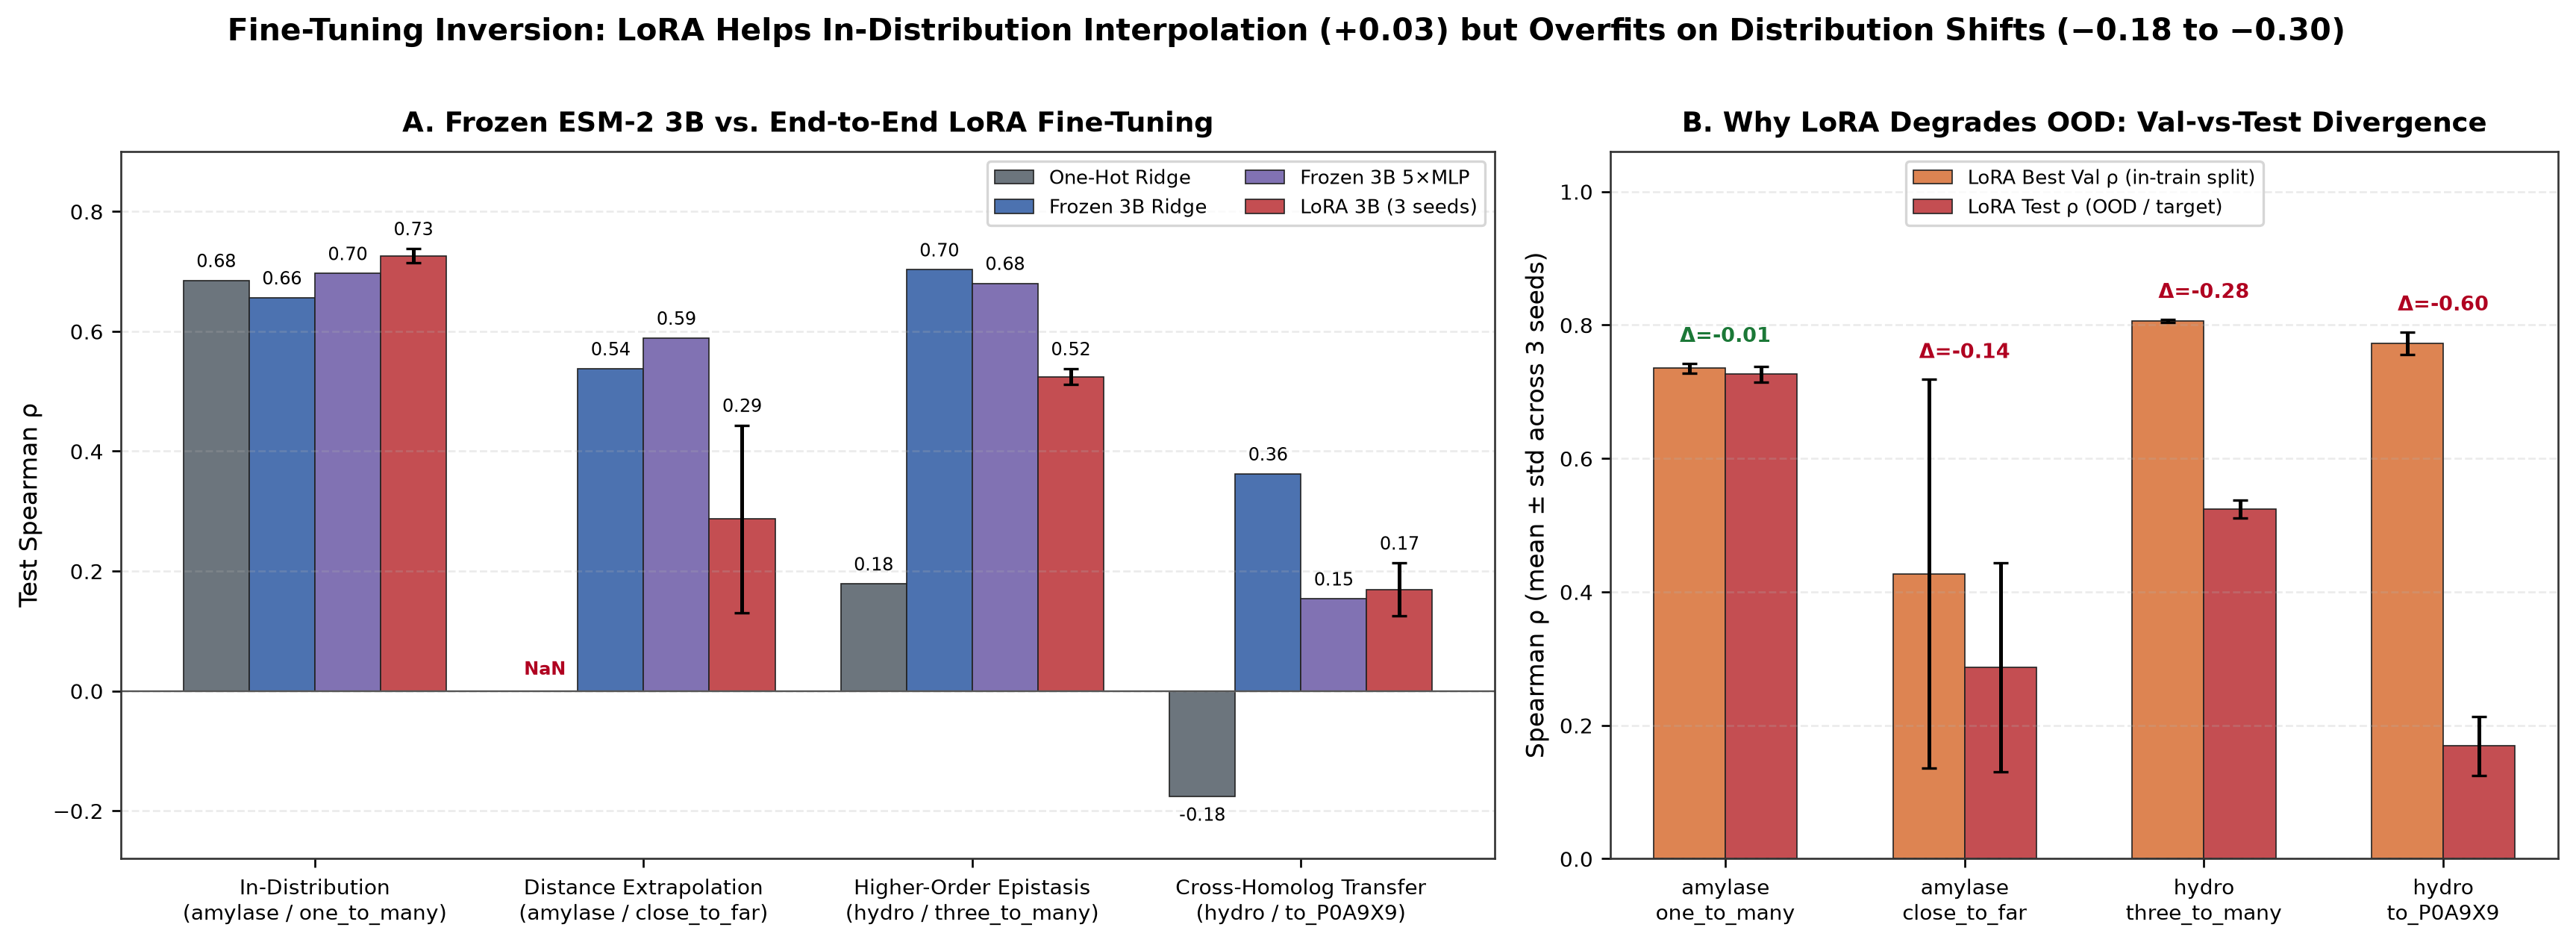 Fine-Tuning Inversion: LoRA Helps In-Distribution Interpolation (+0.03) but Overfits on Distribution Shifts (−0.18 to −0.30)
A. Frozen ESM-2 3B vs. End-to-End LoRA Fine-Tuning
Test Spearman ρ
0.8
0.6
0.4
0.2
0.0
−0.2
One-Hot Ridge
Frozen 3B Ridge
Frozen 3B 5×MLP
LoRA 3B (3 seeds)
0.68
0.66
0.70
0.73
NaN
0.54
0.59
0.29
0.18
0.70
0.68
0.52
-0.18
0.36
0.15
0.17
In-Distribution
(amylase / one_to_many)
Distance Extrapolation
(amylase / close_to_far)
Higher-Order Epistasis
(hydro / three_to_many)
Cross-Homolog Transfer
(hydro / to_P0A9X9)
B. Why LoRA Degrades OOD: Val-vs-Test Divergence
Spearman ρ (mean ± std across 3 seeds)
1.0
0.8
0.6
0.4
0.2
0.0
LoRA Best Val ρ (in-train split)
LoRA Test ρ (OOD / target)
Δ=-0.01
Δ=-0.14
Δ=-0.28
Δ=-0.60
amylase
one_to_many
amylase
close_to_far
hydro
three_to_many
hydro
to_P0A9X9